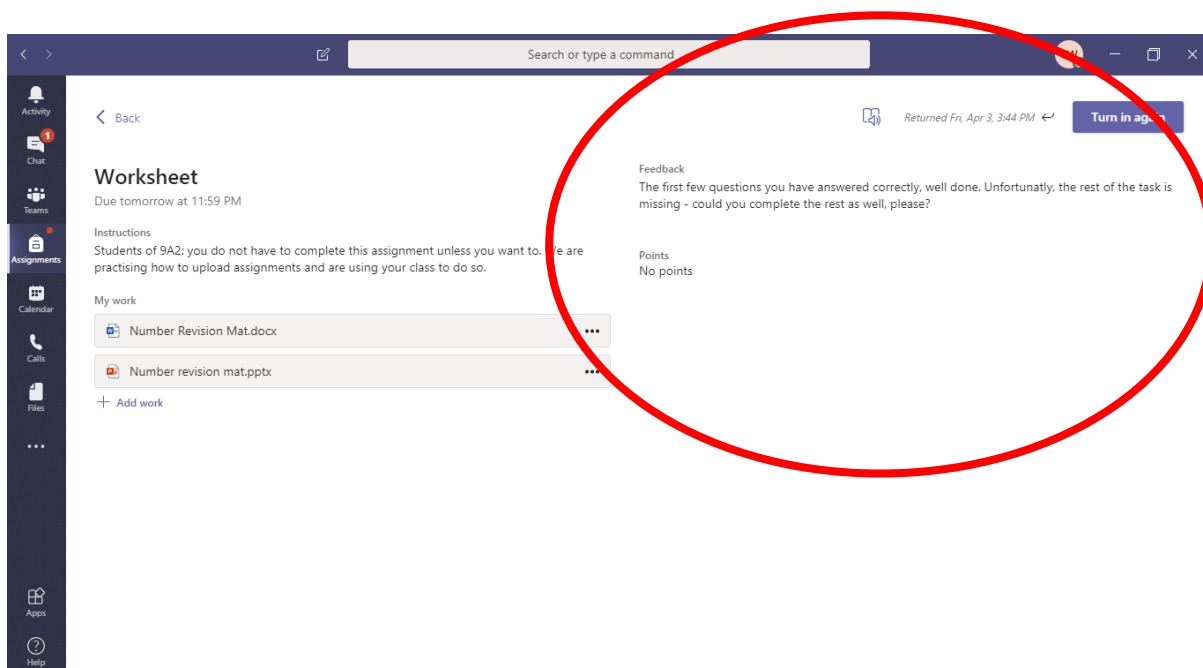 Search or type a command
W
Activity
1
Chat
Teams
Assignments
Calendar
Calls
Files
Apps
Help
Back
Returned Fri, Apr 3, 3:44 PM
Turn in again
Worksheet
Due tomorrow at 11:59 PM
Instructions
Students of 9A2: you do not have to complete this assignment unless you want to. We are
practising how to upload assignments and are using your class to do so.
My work
Number Revision Mat.docx
Number revision mat.pptx
+ Add work
Feedback
The first few questions you have answered correctly, well done. Unfortunatly, the rest of the task is
missing - could you complete the rest as well, please?
Points
No points